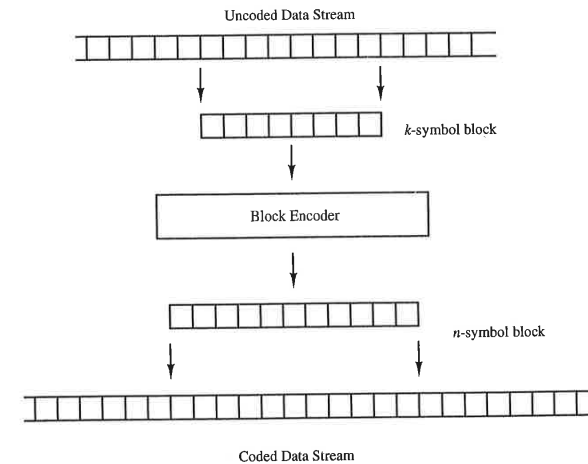 Uncoded Data Stream
k-symbol block
Block Encoder
n-symbol block
Coded Data Stream